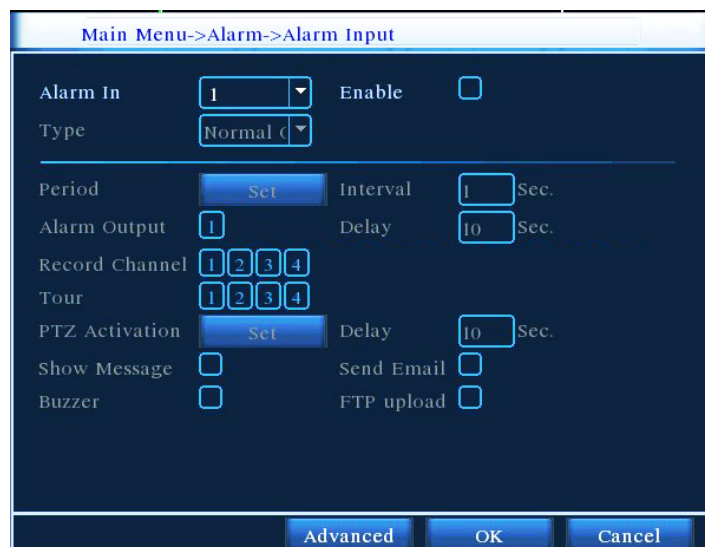 Main Menu->Alarm->Alarm Input
Alarm In 1 Enable
Type Normal
Period Set Interval 1 Sec.
Alarm Output 1 Delay 10 Sec.
Record Channel 1 2 3 4
Tour 1 2 3 4
PTZ Activation Set Delay 10 Sec.
Show Message Send Email
Buzzer FTP upload
Advanced OK Cancel